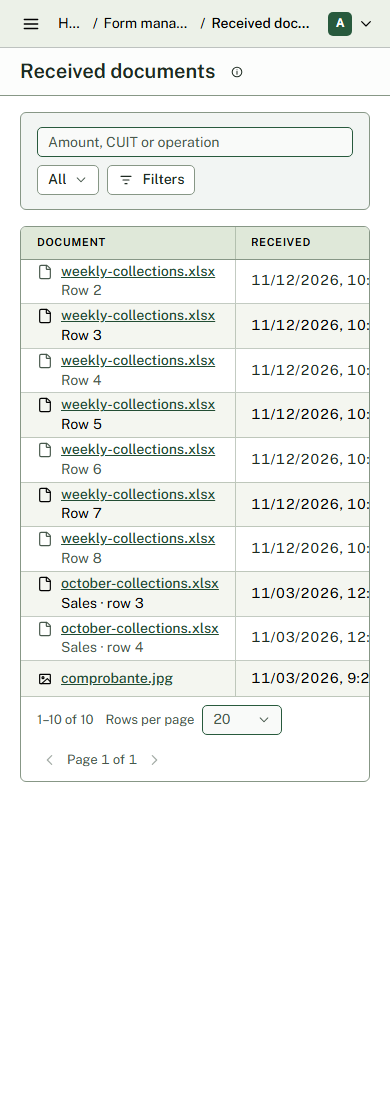 H... / Form mana... / Received doc... A
Received documents
Amount, CUIT or operation
All Filters
DOCUMENT RECEIVED
weekly-collections.xlsx
Row 2
11/12/2026, 10:
weekly-collections.xlsx
Row 3
11/12/2026, 10:
weekly-collections.xlsx
Row 4
11/12/2026, 10:
weekly-collections.xlsx
Row 5
11/12/2026, 10:
weekly-collections.xlsx
Row 6
11/12/2026, 10:
weekly-collections.xlsx
Row 7
11/12/2026, 10:
weekly-collections.xlsx
Row 8
11/12/2026, 10:
october-collections.xlsx
Sales · row 3
11/03/2026, 12:
october-collections.xlsx
Sales · row 4
11/03/2026, 12:
comprobante.jpg 11/03/2026, 9:2
1–10 of 10 Rows per page 20
Page 1 of 1